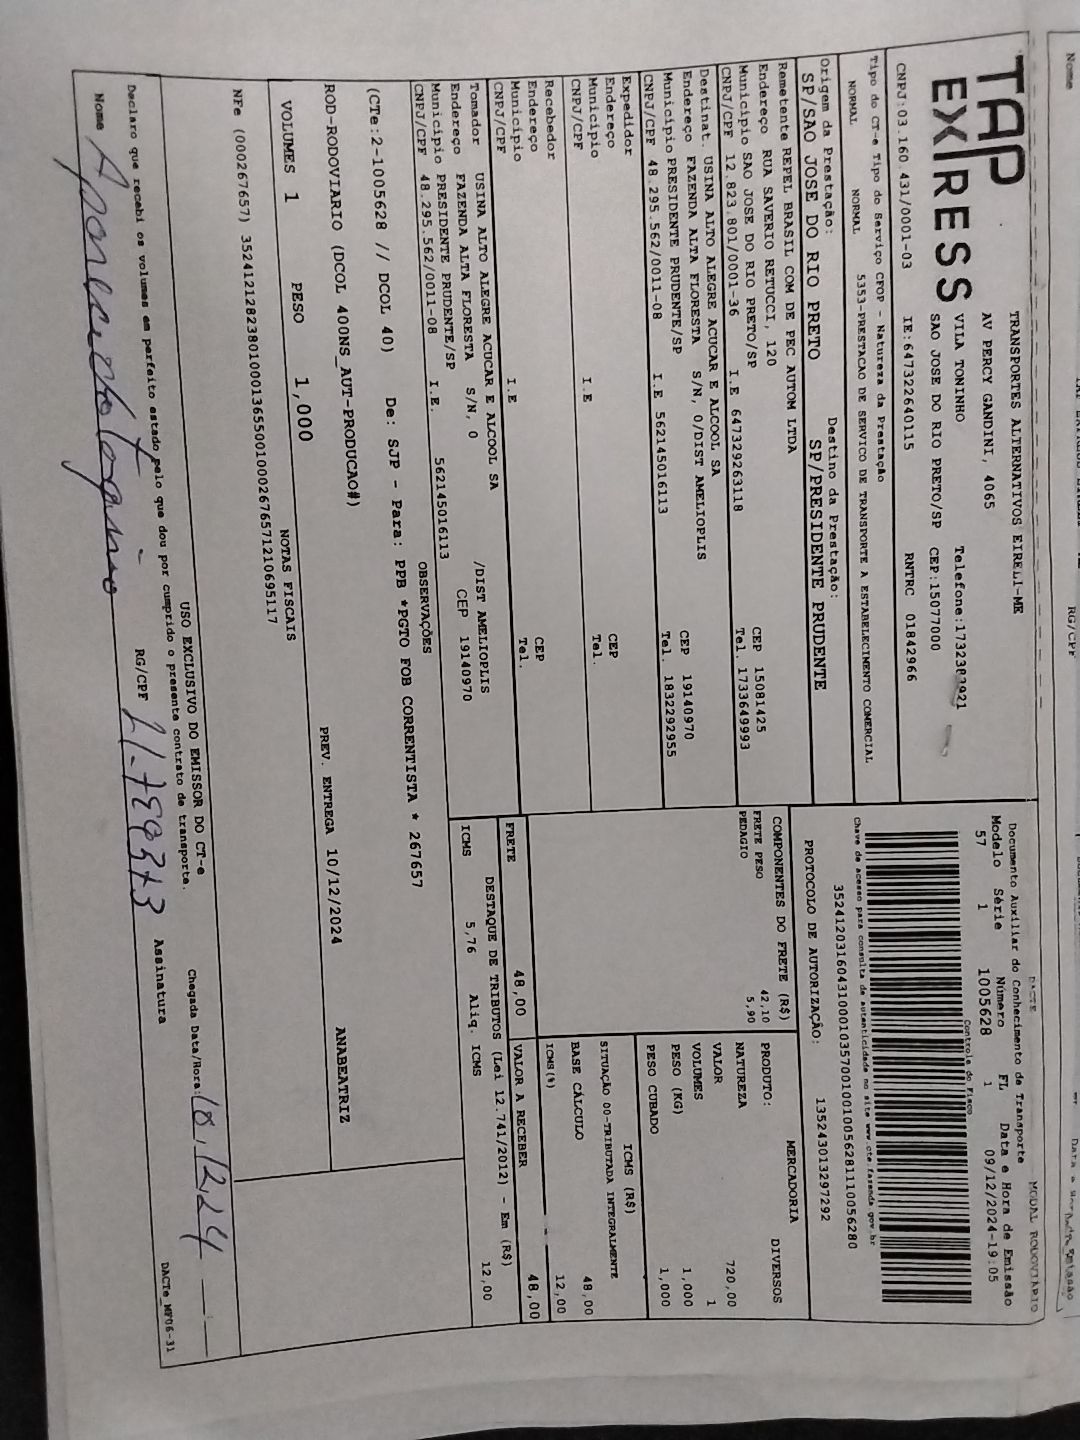 TAP
EXPRESS
TRANSPORTES ALTERNATIVOS EIRELI-ME
AV PERCY GANDINI, 4065
VILA TONINHO
SAO JOSE DO RIO PRETO/SP CEP:15077000
CNPJ:03.160.431/0001-03 IE:647322640115 RNTRC 01842966
Tipo do CT-e Tipo do Serviço CFOP - Natureza da Prestação
NORMAL NORMAL 5353-PRESTACAO DE SERVICO DE TRANSPORTE A ESTABELECIMENTO COMERCIAL
Origem da Prestação: Destino da Prestação:
SP/SAO JOSE DO RIO PRETO SP/PRESIDENTE PRUDENTE
Remetente REPEL BRASIL COM DE PEC AUTOM LTDA
Endereço RUA SAVERIO RETUCCI, 120 CEP 15081425
Município SAO JOSE DO RIO PRETO/SP Tel. 1733649993
CNPJ/CPF 12.823.801/0001-36 I.E 647329263118
Destinat. USINA ALTO ALEGRE ACUCAR E ALCOOL SA
Endereço FAZENDA ALTA FLORESTA S/N, 0/DIST AMELIOPLIS CEP 19140970
Município PRESIDENTE PRUDENTE/SP Tel. 1832292955
CNPJ/CPF 48.295.562/0011-08 I.E 562145016113
Expedidor
Endereço CEP
Município Tel.
CNPJ/CPF I.E
Recebedor
Endereço CEP
Município Tel.
CNPJ/CPF I.E
Tomador USINA ALTO ALEGRE ACUCAR E ALCOOL SA
Endereço FAZENDA ALTA FLORESTA S/N, 0 /DIST AMELIOPLIS
Município PRESIDENTE PRUDENTE/SP CEP 19140970
CNPJ/CPF 48.295.562/0011-08 I.E. 562145016113
OBSERVAÇÕES
(CTe:2-1005628 // DCOL 40) De: SJP - Para: PPB *PGTO FOB CORRENTISTA * 267657
ROD-RODOVIARIO (DCOL 400NS_AUT-PRODUCAO#)
PREV. ENTREGA 10/12/2024 ANABEATRIZ
VOLUMES 1 PESO 1,000
NOTAS FISCAIS
NFe (000267657) 35241212823801000136550010002676571210695117
DACTE MODAL RODOVIÁRIO
Documento Auxiliar do Conhecimento de Transporte
Modelo Série Número FL Data e Hora de Emissão
57 1 1005628 1 09/12/2024-19:05
Controle do Fisco
Chave de acesso para consulta de autenticidade no site www.cte.fazenda.gov.br
35241203160431000103570010010056281110056280
PROTOCOLO DE AUTORIZAÇÃO: 135243013297292
COMPONENTES DO FRETE (R$)
FRETE PESO 42,10
PEDAGIO 5,90
MERCADORIA
PRODUTO: DIVERSOS
NATUREZA
VALOR 720,00
VOLUMES 1
PESO (KG) 1,000
PESO CUBADO 1,000
ICMS (R$)
SITUAÇÃO 00-TRIBUTADA INTEGRALMENTE
BASE CÁLCULO 48,00
ICMS(%) 12,00
FRETE 48,00 VALOR A RECEBER 48,00
DESTAQUE DE TRIBUTOS (Lei 12.741/2012) - Em (R$)
ICMS 5,76 Aliq. ICMS 12,00
USO EXCLUSIVO DO EMISSOR DO CT-e
Declaro que recebi os volumes em perfeito estado pelo que dou por cumprido o presente contrato de transporte.
Chegada Data/Hora: 10.12.24
Nome RG/CPF Assinatura
DACTe_MP06-31